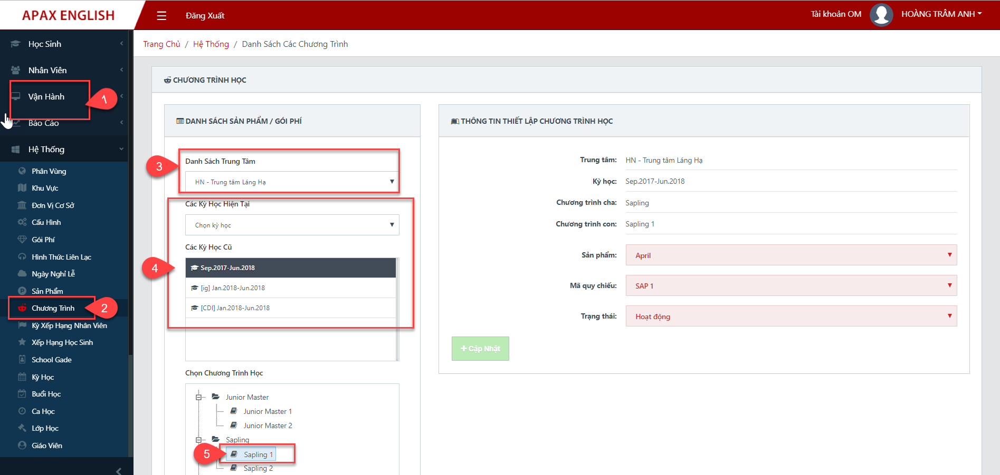 APAX ENGLISH
Đăng Xuất
Tài khoản OM
HOÀNG TRÂM ANH
Học Sinh
Nhân Viên
Vận Hành
1
Báo Cáo
Hệ Thống
Phân Vùng
Khu Vực
Đơn Vị Cơ Sở
Cấu Hình
Gói Phí
Hình Thức Liên Lạc
Ngày Nghỉ Lễ
Sản Phẩm
Chương Trình
2
Kỳ Xếp Hạng Nhân Viên
Xếp Hạng Học Sinh
School Gade
Kỳ Học
Buổi Học
Ca Học
Lớp Học
Giáo Viên
Trang Chủ / Hệ Thống / Danh Sách Các Chương Trình
CHƯƠNG TRÌNH HỌC
DANH SÁCH SẢN PHẨM / GÓI PHÍ
3
Danh Sách Trung Tâm
HN - Trung tâm Láng Hạ
Các Kỳ Học Hiện Tại
Chọn kỳ học
Các Kỳ Học Cũ
4
Sep.2017-Jun.2018
[ig] Jan.2018-Jun.2018
[CDI] Jan.2018-Jun.2018
Chọn Chương Trình Học
Junior Master
Junior Master 1
Junior Master 2
Sapling
5
Sapling 1
Sapling 2
THÔNG TIN THIẾT LẬP CHƯƠNG TRÌNH HỌC
Trung tâm: HN - Trung tâm Láng Hạ
Kỳ học: Sep.2017-Jun.2018
Chương trình cha: Sapling
Chương trình con: Sapling 1
Sản phẩm: April
Mã quy chiếu: SAP 1
Trạng thái: Hoạt động
Cập Nhật